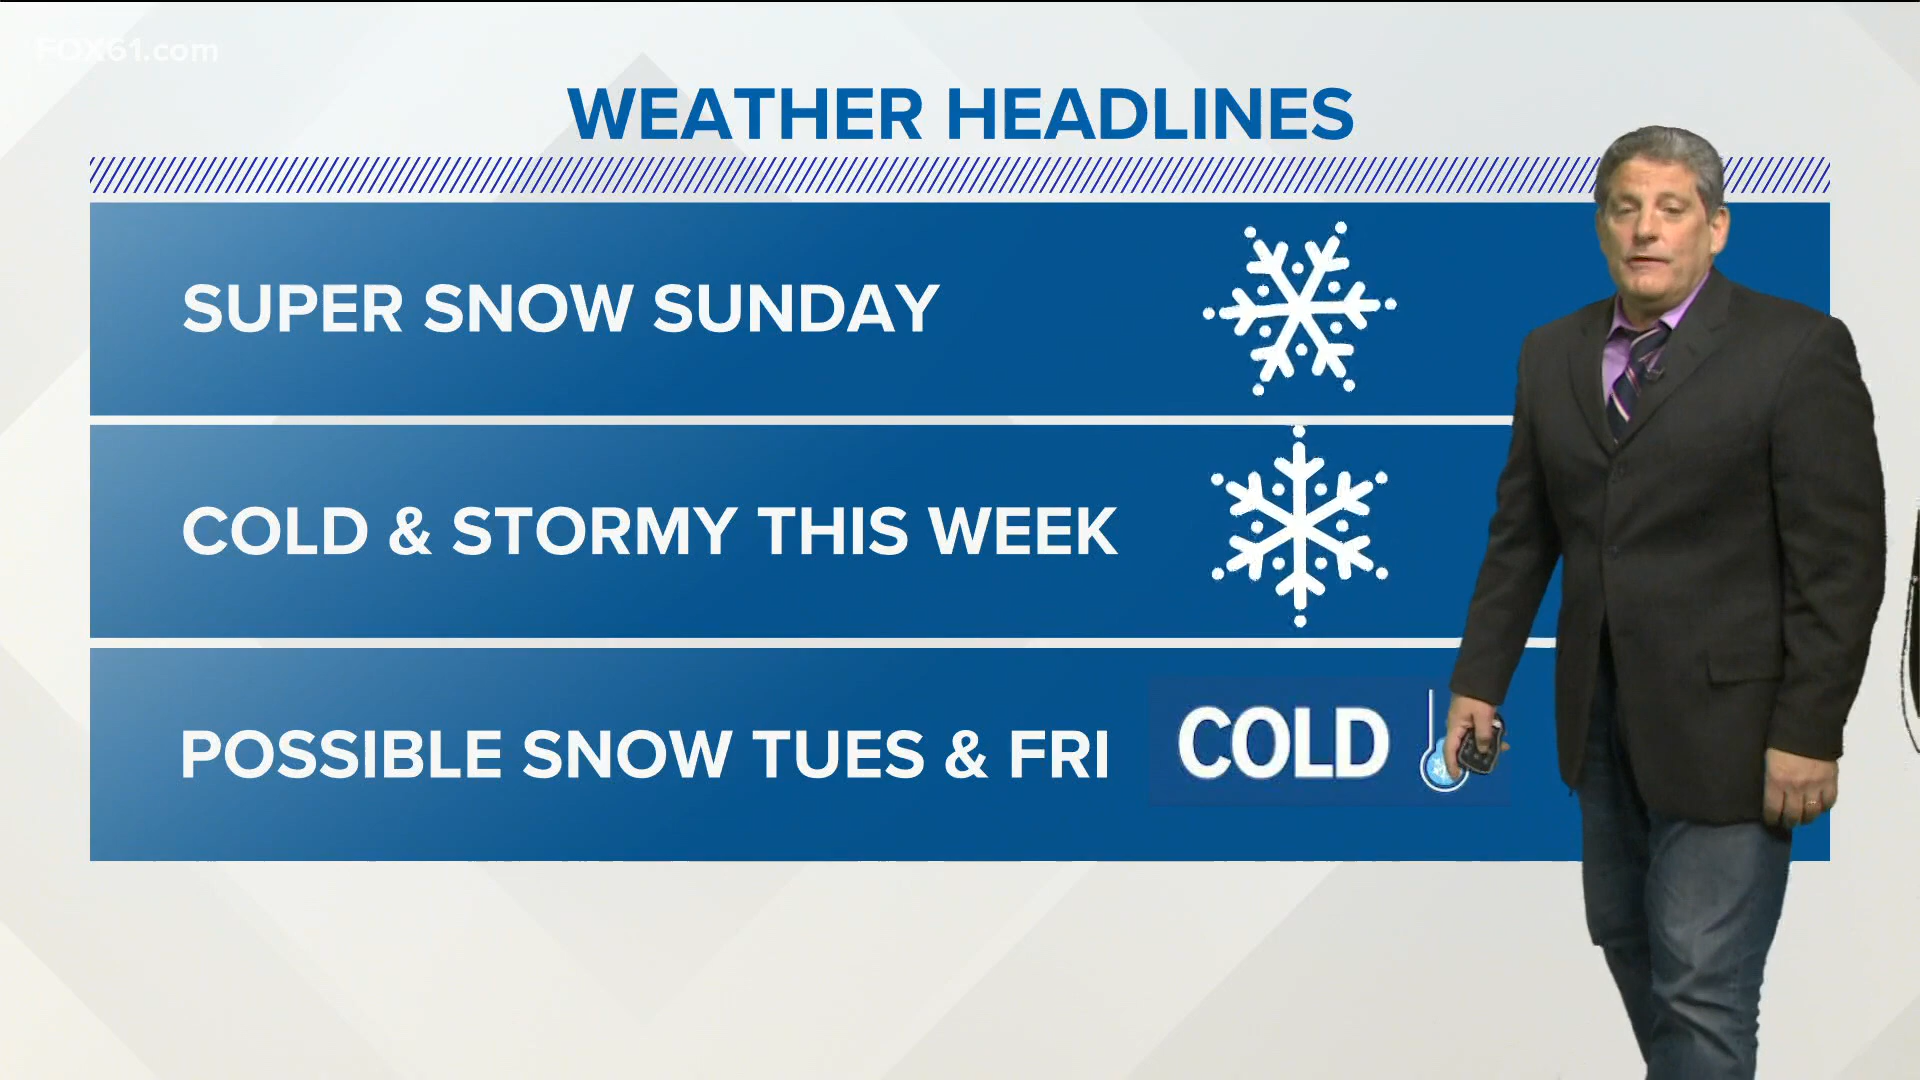 FOX61.com
WEATHER HEADLINES
SUPER SNOW SUNDAY
COLD & STORMY THIS WEEK
POSSIBLE SNOW TUES & FRI
COLD